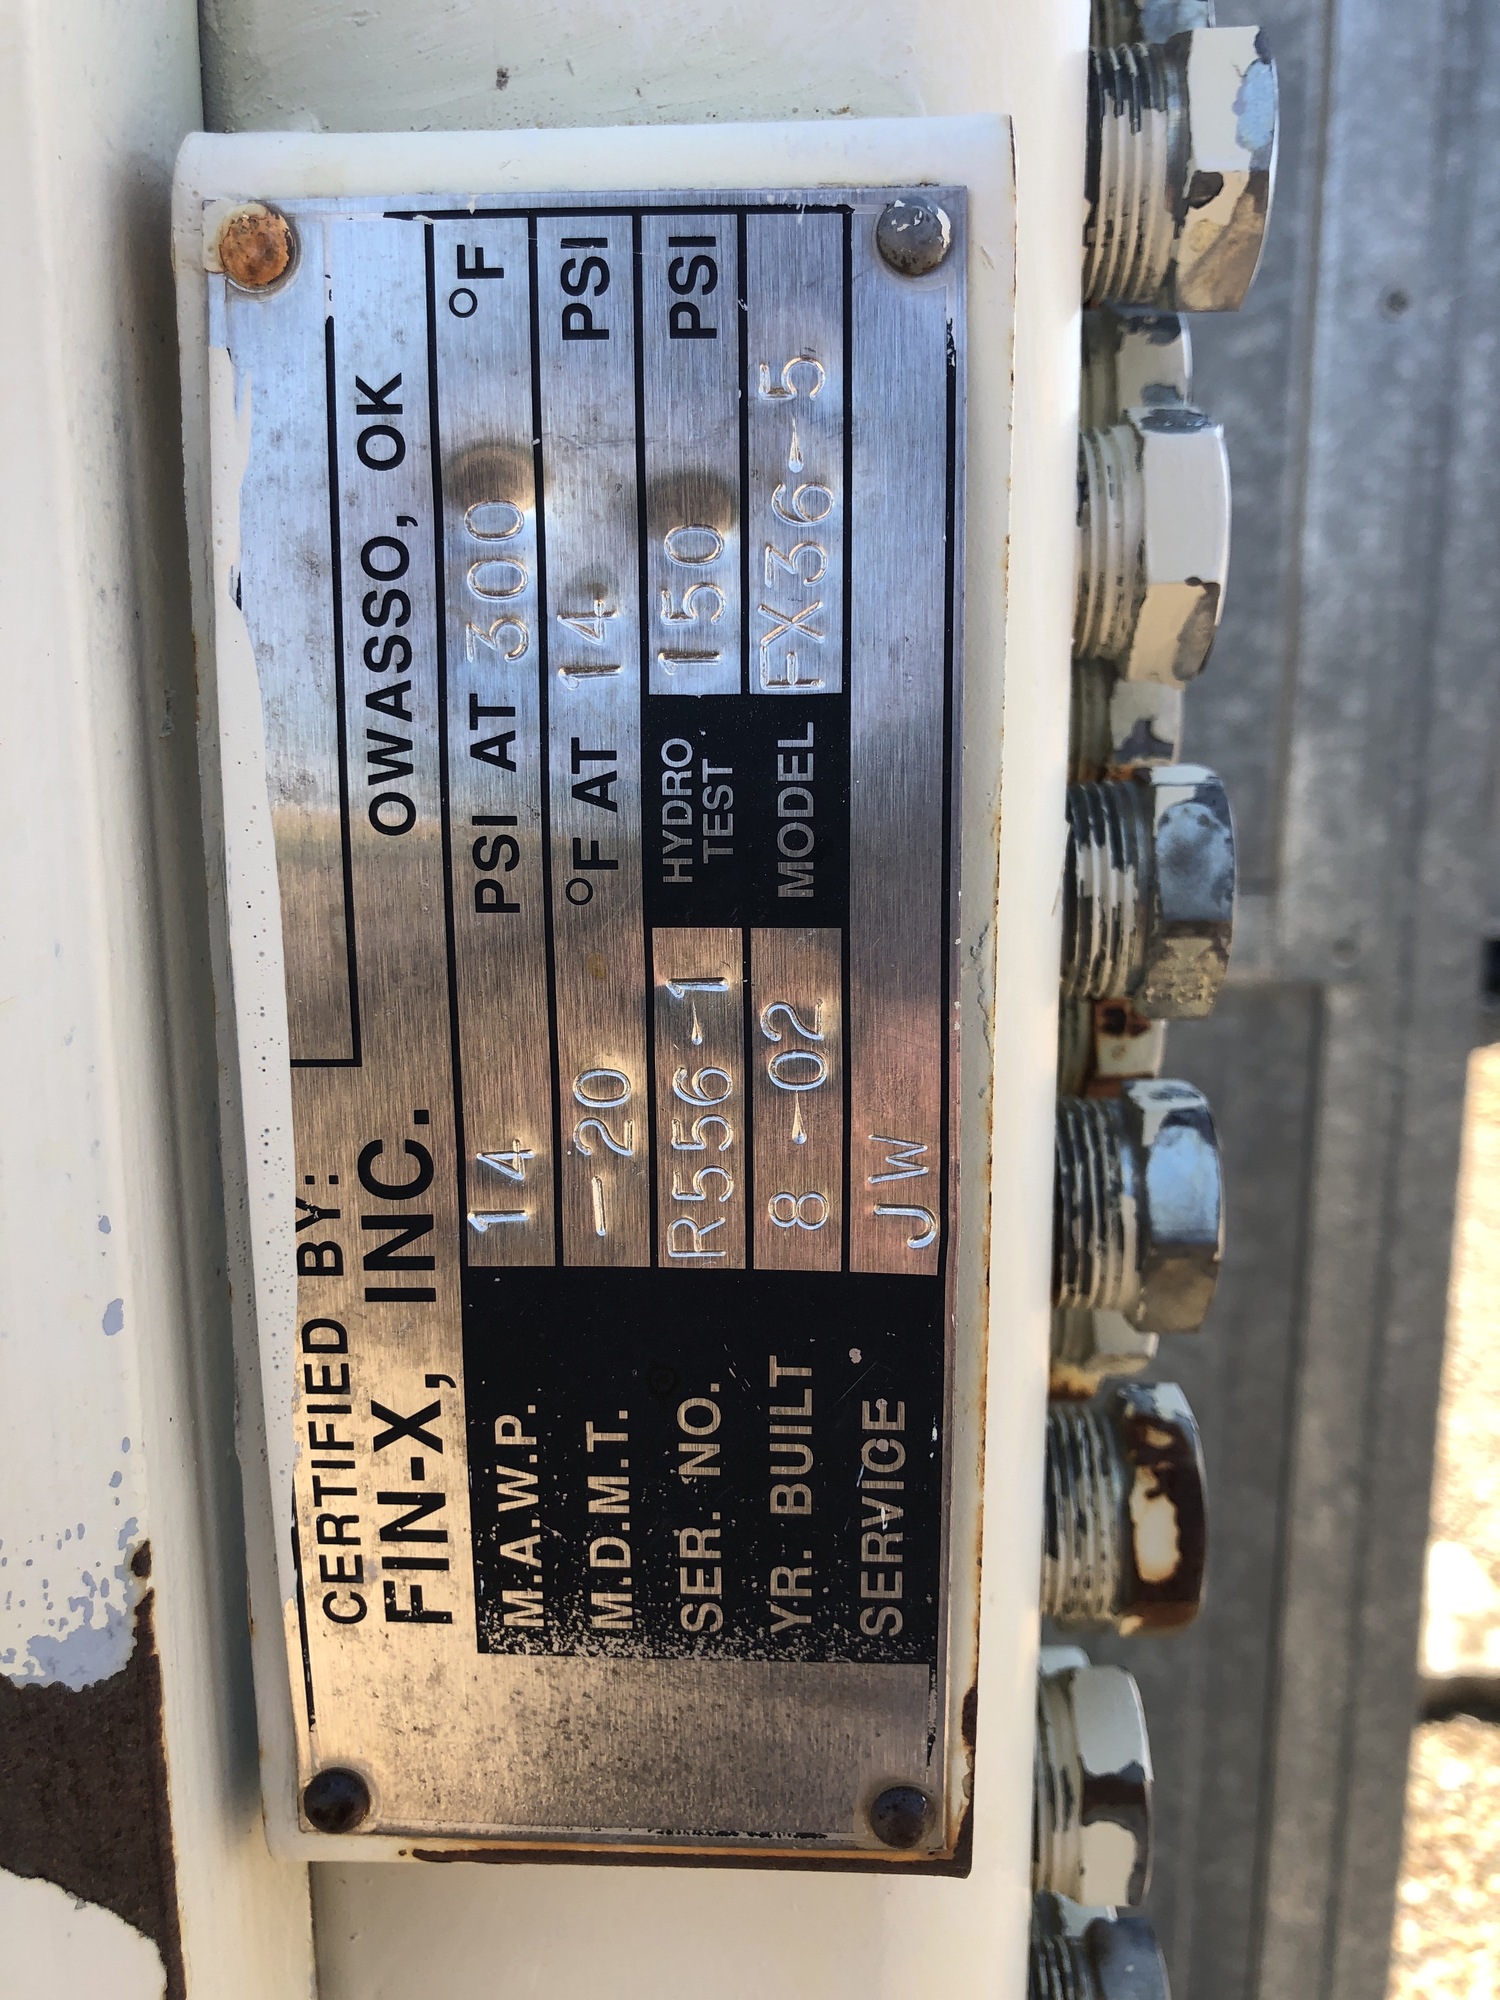 CERTIFIED BY:
FIN-X, INC. OWASSO, OK
M.A.W.P. 14 PSI AT 300 °F
M.D.M.T. -20 °F AT 14 PSI
SER. NO. R556-1 HYDRO TEST 150 PSI
YR. BUILT 8-02 MODEL FX36-5
SERVICE JW